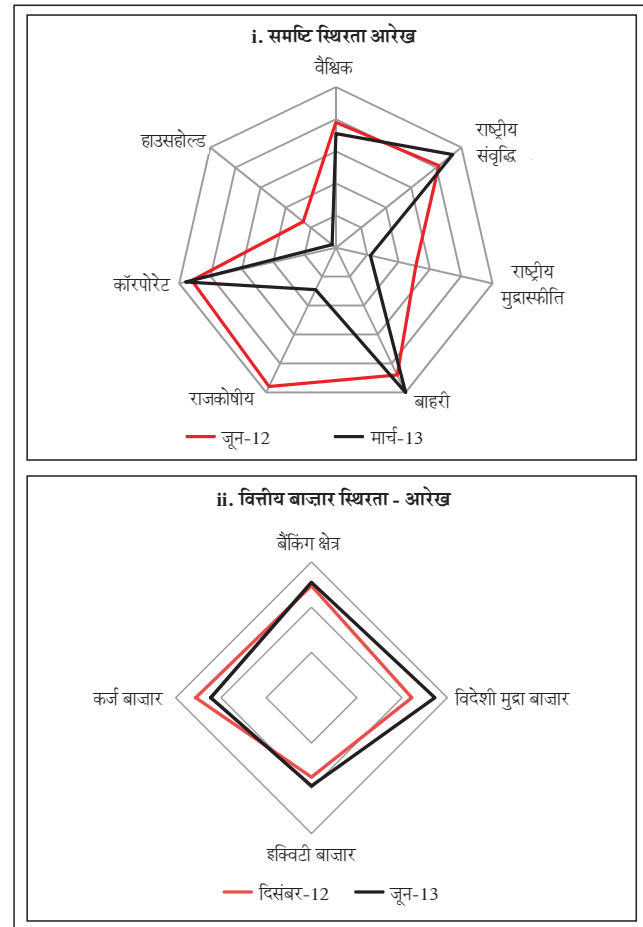 i. समष्टि स्थिरता आरेख
वैश्विक
हाउसहोल्ड
राष्ट्रीय
संवृद्धि
कॉरपोरेट
राष्ट्रीय
मुद्रास्फीति
राजकोषीय
बाहरी
जून-12
मार्च-13
ii. वित्तीय बाज़ार स्थिरता - आरेख
बैंकिंग क्षेत्र
कर्ज बाज़ार
विदेशी मुद्रा बाज़ार
इक्विटी बाज़ार
दिसंबर-12
जून-13